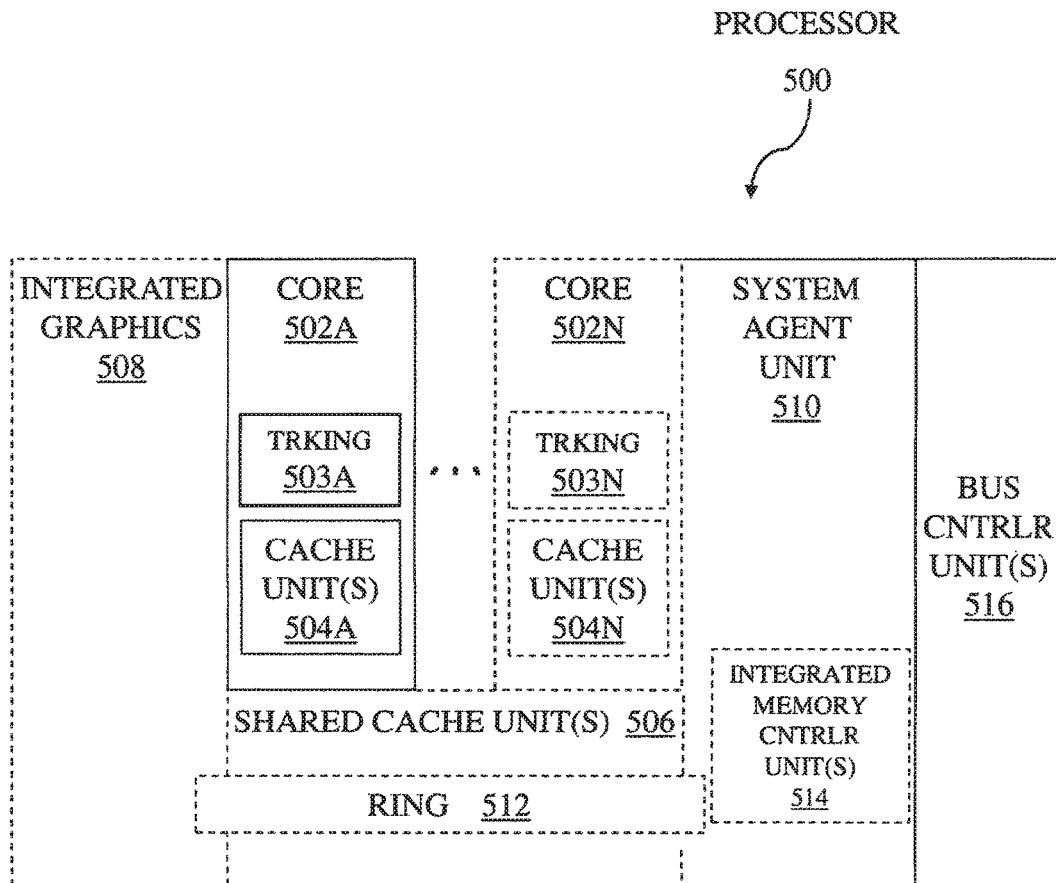 PROCESSOR
500
INTEGRATED
GRAPHICS
508
CORE
502A
TRKING
503A
CACHE
UNIT(S)
504A
...
CORE
502N
TRKING
503N
CACHE
UNIT(S)
504N
SYSTEM
AGENT
UNIT
510
BUS
CNTRLR
UNIT(S)
516
INTEGRATED
MEMORY
CNTRLR
UNIT(S)
514
SHARED CACHE UNIT(S) 506
RING 512